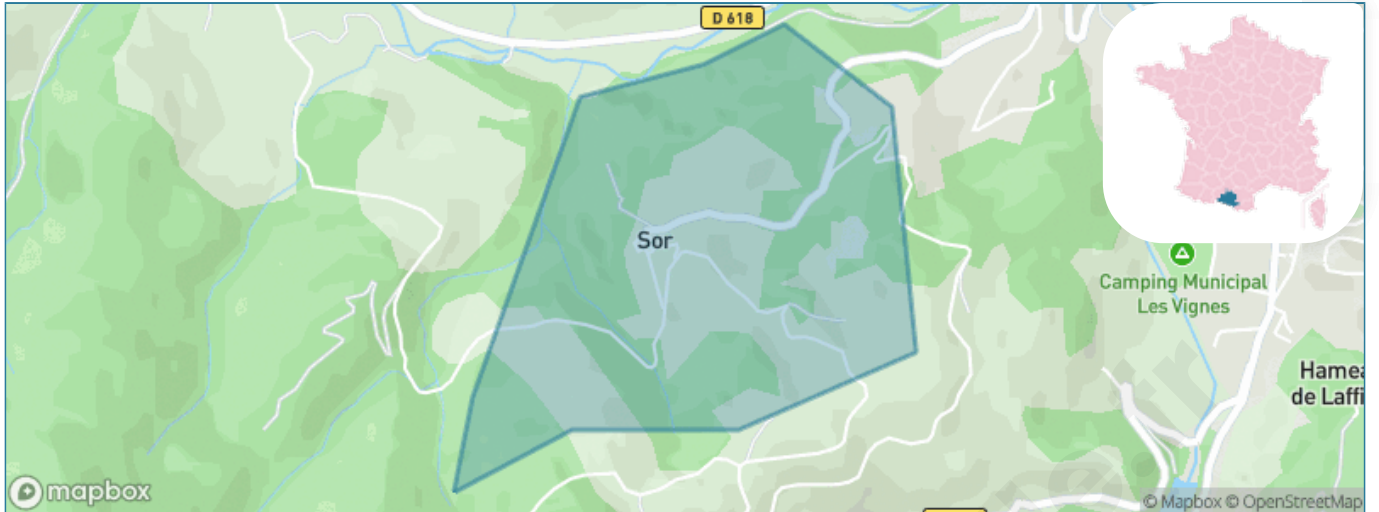 D 618
Sor
Camping Municipal
Les Vignes
Hamea
de Laffi
mapbox
© Mapbox © OpenStreetMap